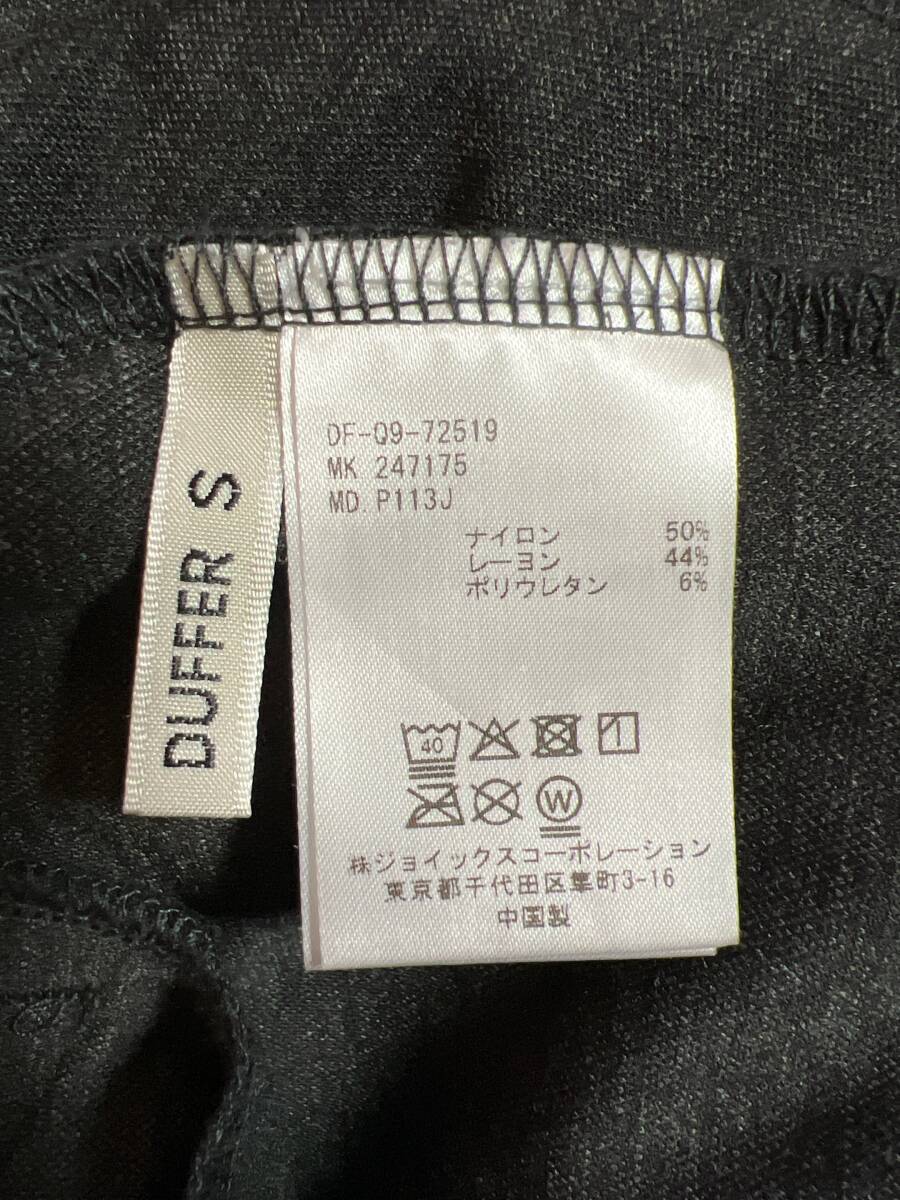 DUFFER S
DF-Q9-72519
MK 247175
MD. P113J
ナイロン 50%
レーヨン 44%
ポリウレタン 6%
40
W
株ジョイックスコーポレーション
東京都千代田区隼町3-16
中国製